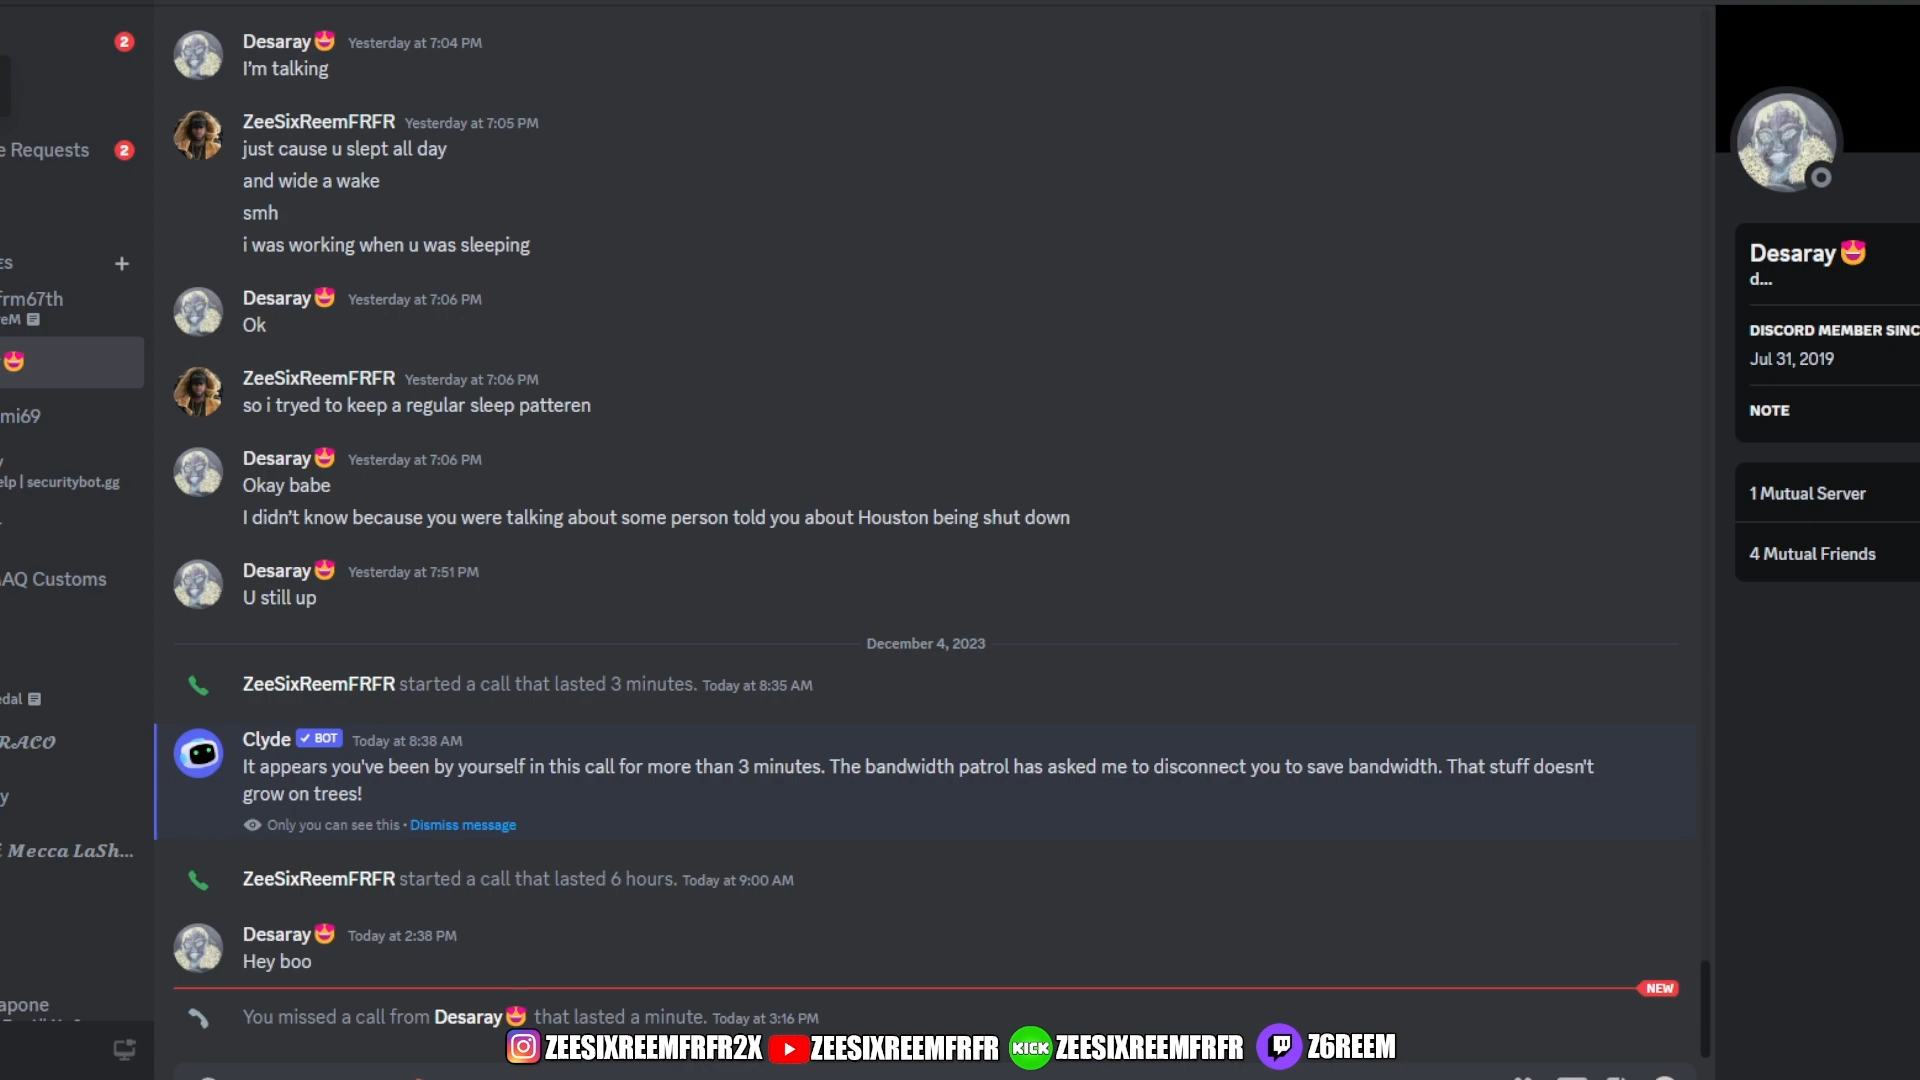 2
e Requests
2
ES
frm67th
reM
mi69
y
elp | securitybot.gg
AQ Customs
edal
RACO
y
Mecca LaSh...
apone
Desaray😍 Yesterday at 7:04 PM
I'm talking
ZeeSixReemFRFR Yesterday at 7:05 PM
just cause u slept all day
and wide a wake
smh
i was working when u was sleeping
Desaray😍 Yesterday at 7:06 PM
Ok
ZeeSixReemFRFR Yesterday at 7:06 PM
so i tryed to keep a regular sleep patteren
Desaray😍 Yesterday at 7:06 PM
Okay babe
I didn't know because you were talking about some person told you about Houston being shut down
Desaray😍 Yesterday at 7:51 PM
U still up
December 4, 2023
ZeeSixReemFRFR started a call that lasted 3 minutes. Today at 8:35 AM
Clyde ✓ BOT Today at 8:38 AM
It appears you've been by yourself in this call for more than 3 minutes. The bandwidth patrol has asked me to disconnect you to save bandwidth. That stuff doesn't
grow on trees!
Only you can see this • Dismiss message
ZeeSixReemFRFR started a call that lasted 6 hours. Today at 9:00 AM
Desaray😍 Today at 2:38 PM
Hey boo
NEW
You missed a call from Desaray😍 that lasted a minute. Today at 3:16 PM
ZEESIXREEMFRFR2X ZEESIXREEMFRFR KICK ZEESIXREEMFRFR Z6REEM
Desaray😍
d...
DISCORD MEMBER SINC
Jul 31, 2019
NOTE
1 Mutual Server
4 Mutual Friends